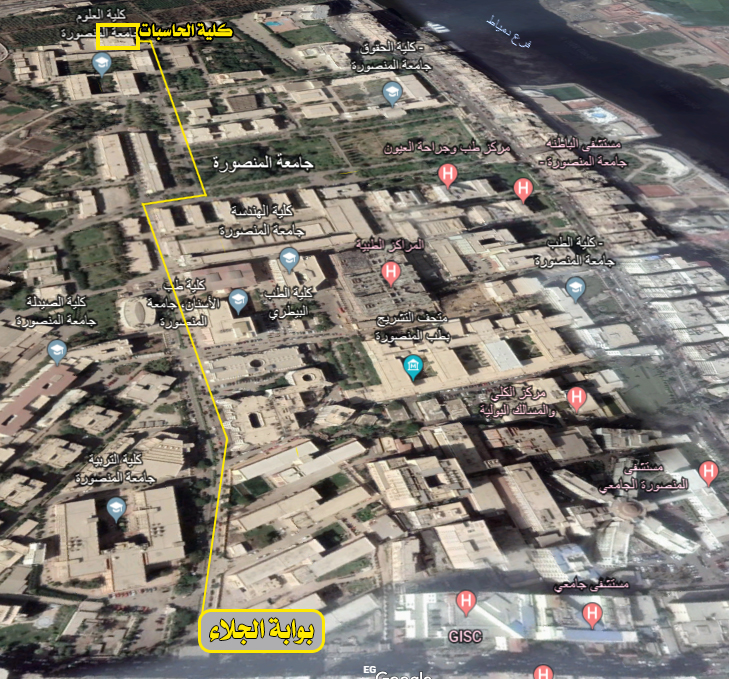 كلية العلوم
جامعة المنصورة
كلية الحاسبات
فرع دمياط
كلية الحقوق -
جامعة المنصورة
مركز طب وجراحة العيون
مستشفى الباطنه
جامعة المنصورة -
جامعة المنصورة
كلية الهندسة
جامعة المنصورة
المراكز الطبية
كلية الطب -
جامعة المنصورة
كلية طب
الأسنان، جامعة
المنصورة
كلية الطب
البيطري
كلية الصيدلة
جامعة المنصورة
متحف التشريح
بطب المنصورة
مركز الكلي
والمسالك البولية
كلية التربية
جامعة المنصورة
مستشفى
المنصورة الجامعي
مستشفى جامعي
بوابة الجلاء
GISC
EG
Google